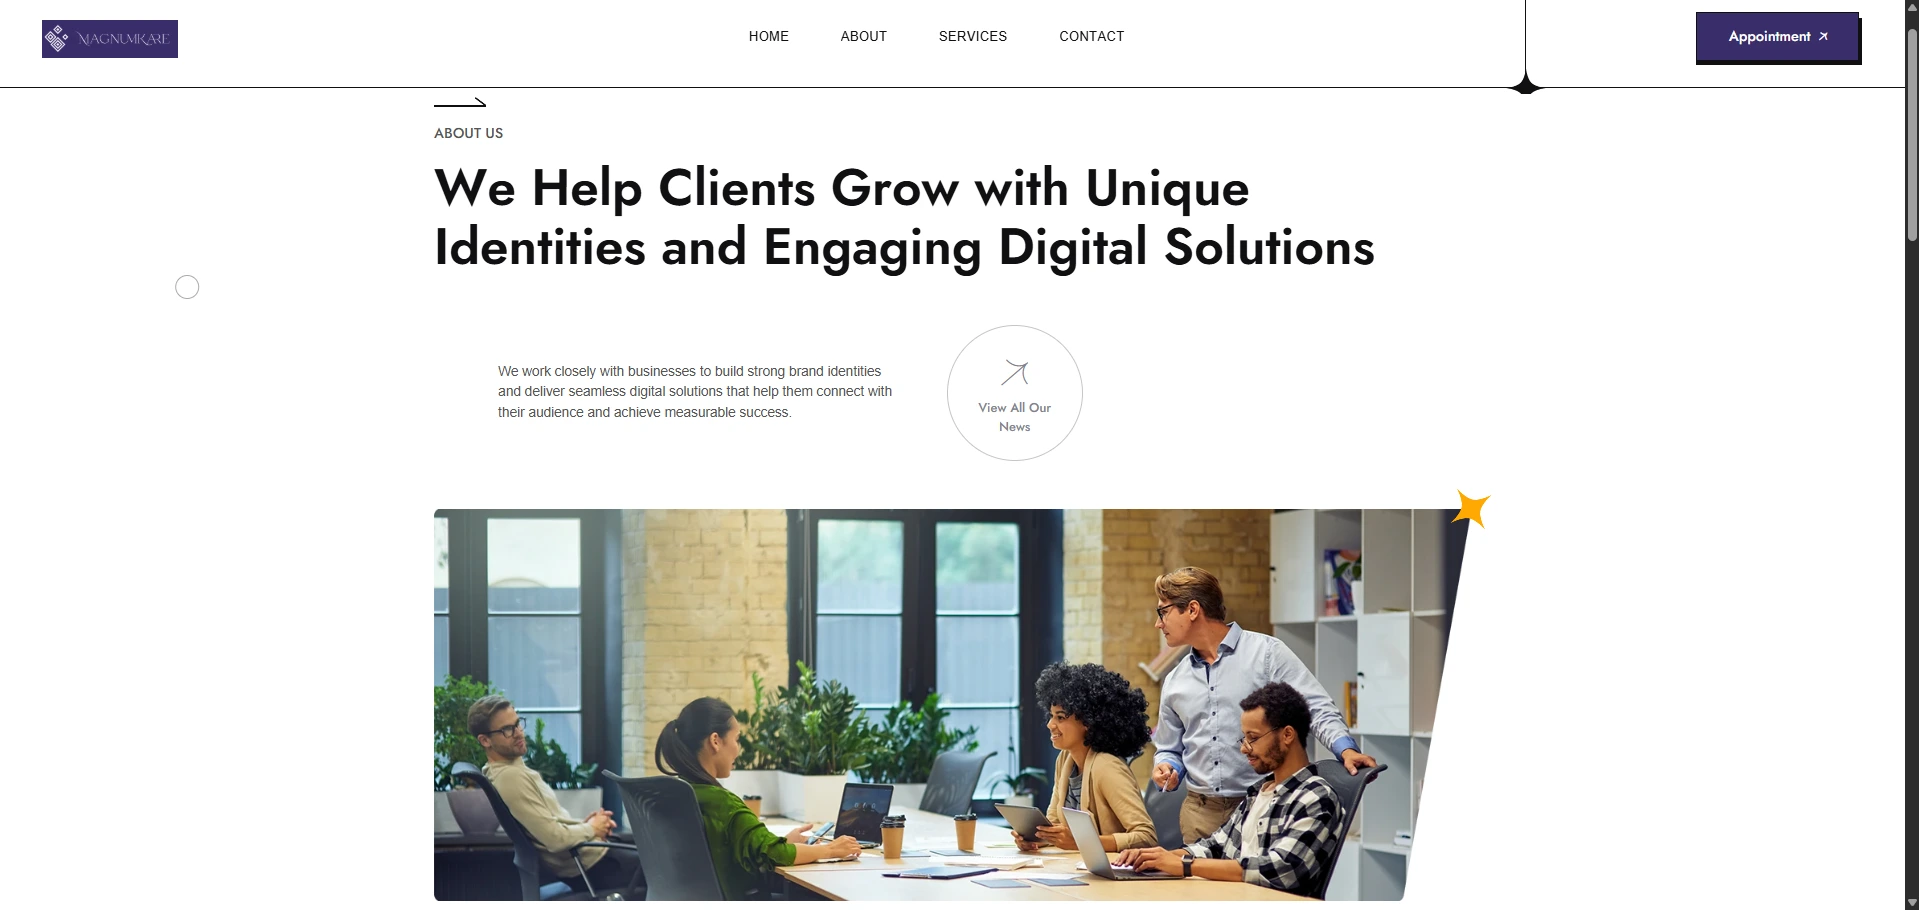 MAGNUMKARE
HOME ABOUT SERVICES CONTACT
Appointment
ABOUT US
We Help Clients Grow with Unique
Identities and Engaging Digital Solutions
We work closely with businesses to build strong brand identities
and deliver seamless digital solutions that help them connect with
their audience and achieve measurable success.
View All Our
News